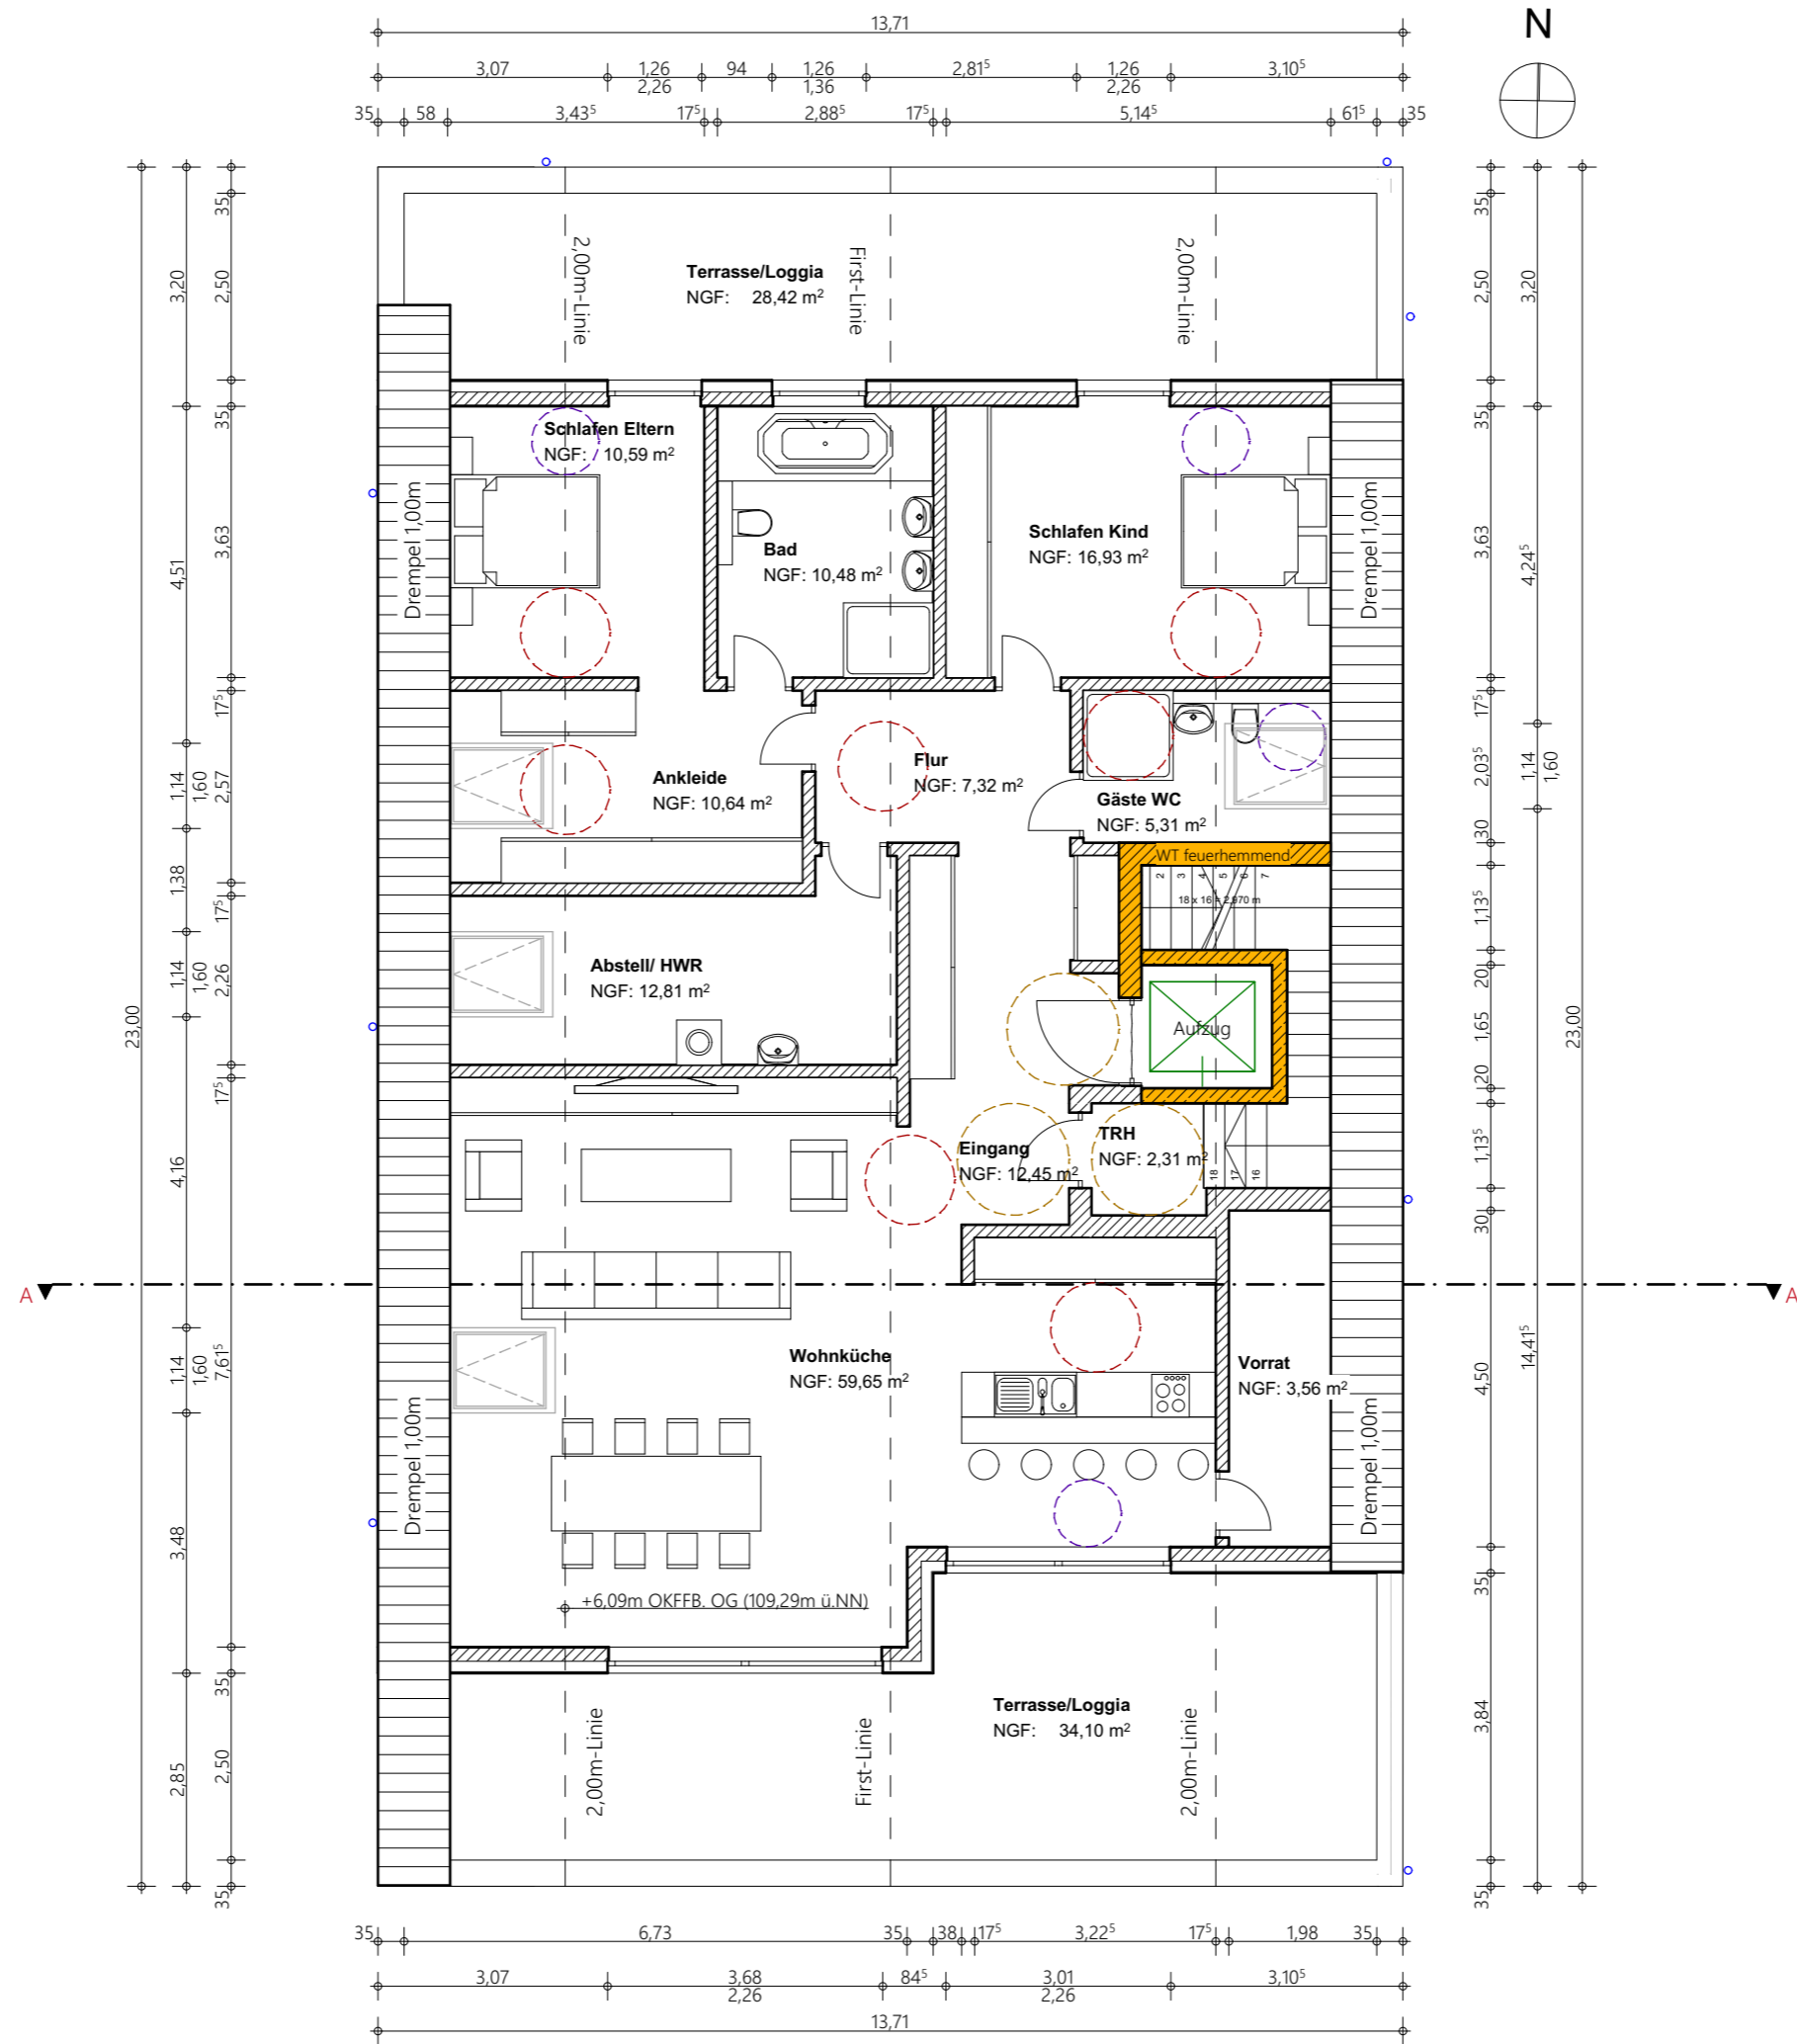 13,71
N
3,07 1,26 94 1,26 2,81⁵ 1,26 3,10⁵
2,26 1,36 2,26
35 58 3,43⁵ 17⁵ 2,88⁵ 17⁵ 5,14⁵ 61⁵ 35
23,00
3,20
4,51
1,14
1,60
1,38
1,14
1,60
4,16
1,14
1,60
3,48
2,85
35
2,50
35
3,63
17⁵
2,57
17⁵
2,26
17⁵
7,61⁵
35
2,50
35
Terrasse/Loggia
NGF: 28,42 m²
2,00m-Linie
First-Linie
2,00m-Linie
Schlafen Eltern
NGF: 10,59 m²
Drempel 1,00m
Bad
NGF: 10,48 m²
Schlafen Kind
NGF: 16,93 m²
Drempel 1,00m
Ankleide
NGF: 10,64 m²
Flur
NGF: 7,32 m²
Gäste WC
NGF: 5,31 m²
WT feuerhemmend
2 3 4 5 6 7
18 x 16 = 2,970 m
Abstell/ HWR
NGF: 12,81 m²
Aufzug
TRH
NGF: 2,31 m²
Eingang
NGF: 12,45 m²
18 17 16
A
A
Wohnküche
NGF: 59,65 m²
Vorrat
NGF: 3,56 m²
Drempel 1,00m
Drempel 1,00m
+6,09m OKFFB. OG (109,29m ü.NN)
Terrasse/Loggia
NGF: 34,10 m²
2,00m-Linie
First-Linie
2,00m-Linie
35
2,50
35
3,63
17⁵
2,03⁵
30
1,13⁵
20
1,65
20
1,13⁵
30
4,50
35
3,84
35
3,20
4,24⁵
1,14
1,60
14,41⁵
23,00
35 6,73 35 38 17⁵ 3,22⁵ 17⁵ 1,98 35
3,07 3,68 84⁵ 3,01 3,10⁵
2,26 2,26
13,71